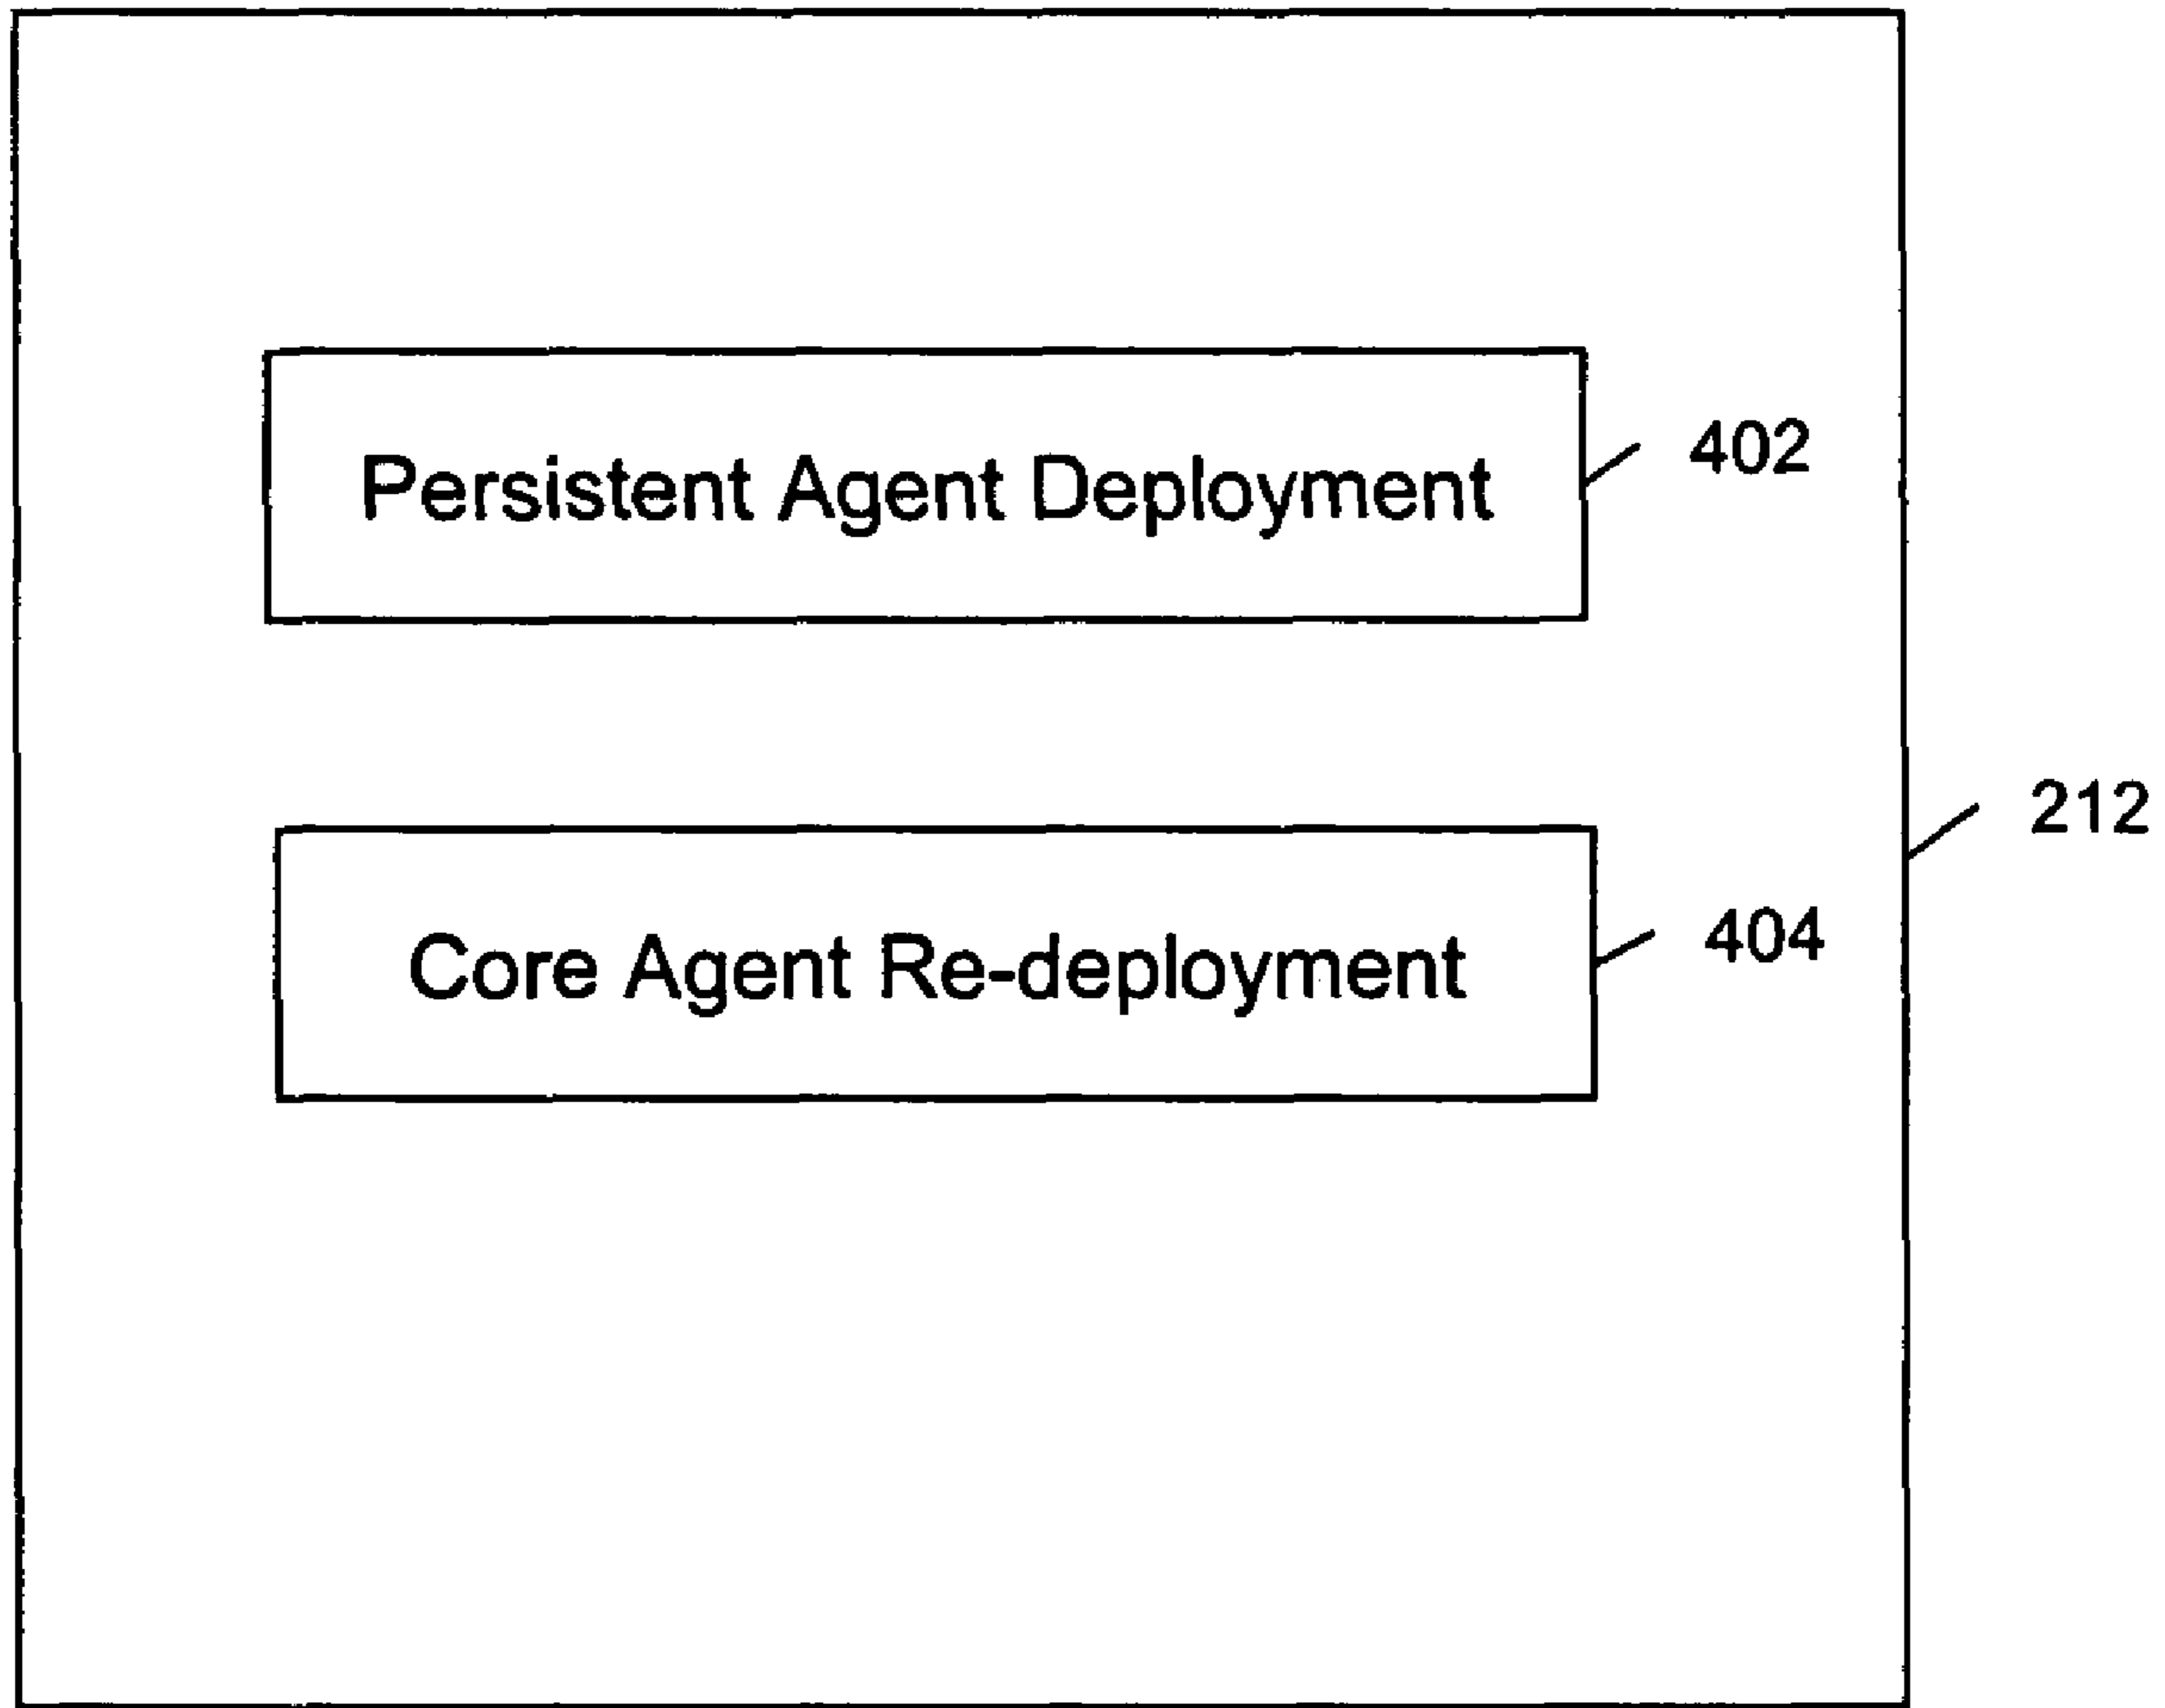 Persistent Agent Deployment
402
212
Core Agent Re-deployment
404